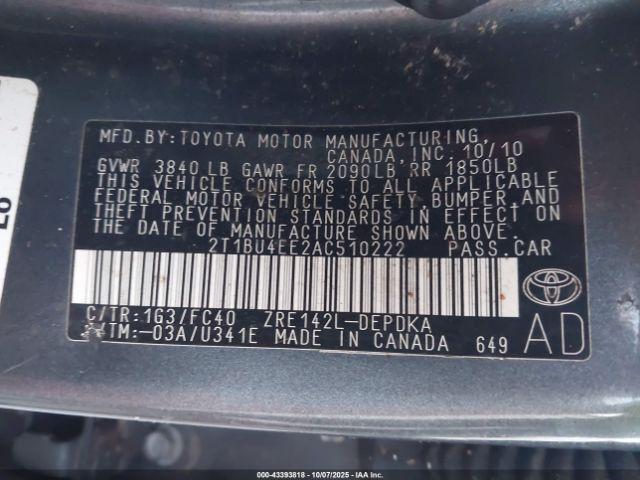 MFD.BY:TOYOTA MOTOR MANUFACTURING,
CANADA,INC. 10/10
GVWR 3840 LB GAWR FR 2090LB RR 1850LB
THIS VEHICLE CONFORMS TO ALL APPLICABLE
FEDERAL MOTOR VEHICLE SAFETY BUMPER AND
THEFT PREVENTION STANDARDS IN EFFECT ON
THE DATE OF MANUFACTURE SHOWN ABOVE.
2T1BU4EE2AC510222 PASS.CAR
C/TR:1G3/FC40 ZRE142L-DEPDKA
A/TM:-03A/U341E MADE IN CANADA 649
AD
000-43393818 - 10/07/2025 - IAA Inc.